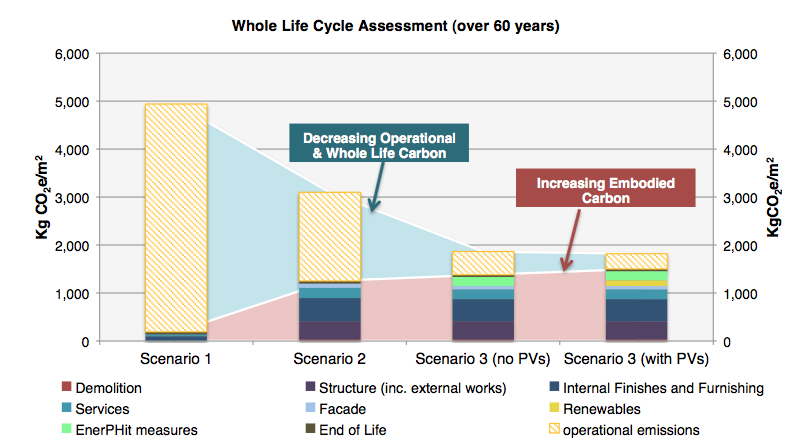 Whole Life Cycle Assessment (over 60 years)
6,000
5,000
4,000
3,000
2,000
1,000
0
Kg CO₂e/m²
6,000
5,000
4,000
3,000
2,000
1,000
0
KgCO₂e/m²
Decreasing Operational
& Whole Life Carbon
Increasing Embodied
Carbon
Scenario 1
Scenario 2
Scenario 3 (no PVs)
Scenario 3 (with PVs)
Demolition
Structure (inc. external works)
Internal Finishes and Furnishing
Services
Facade
Renewables
EnerPHit measures
End of Life
operational emissions